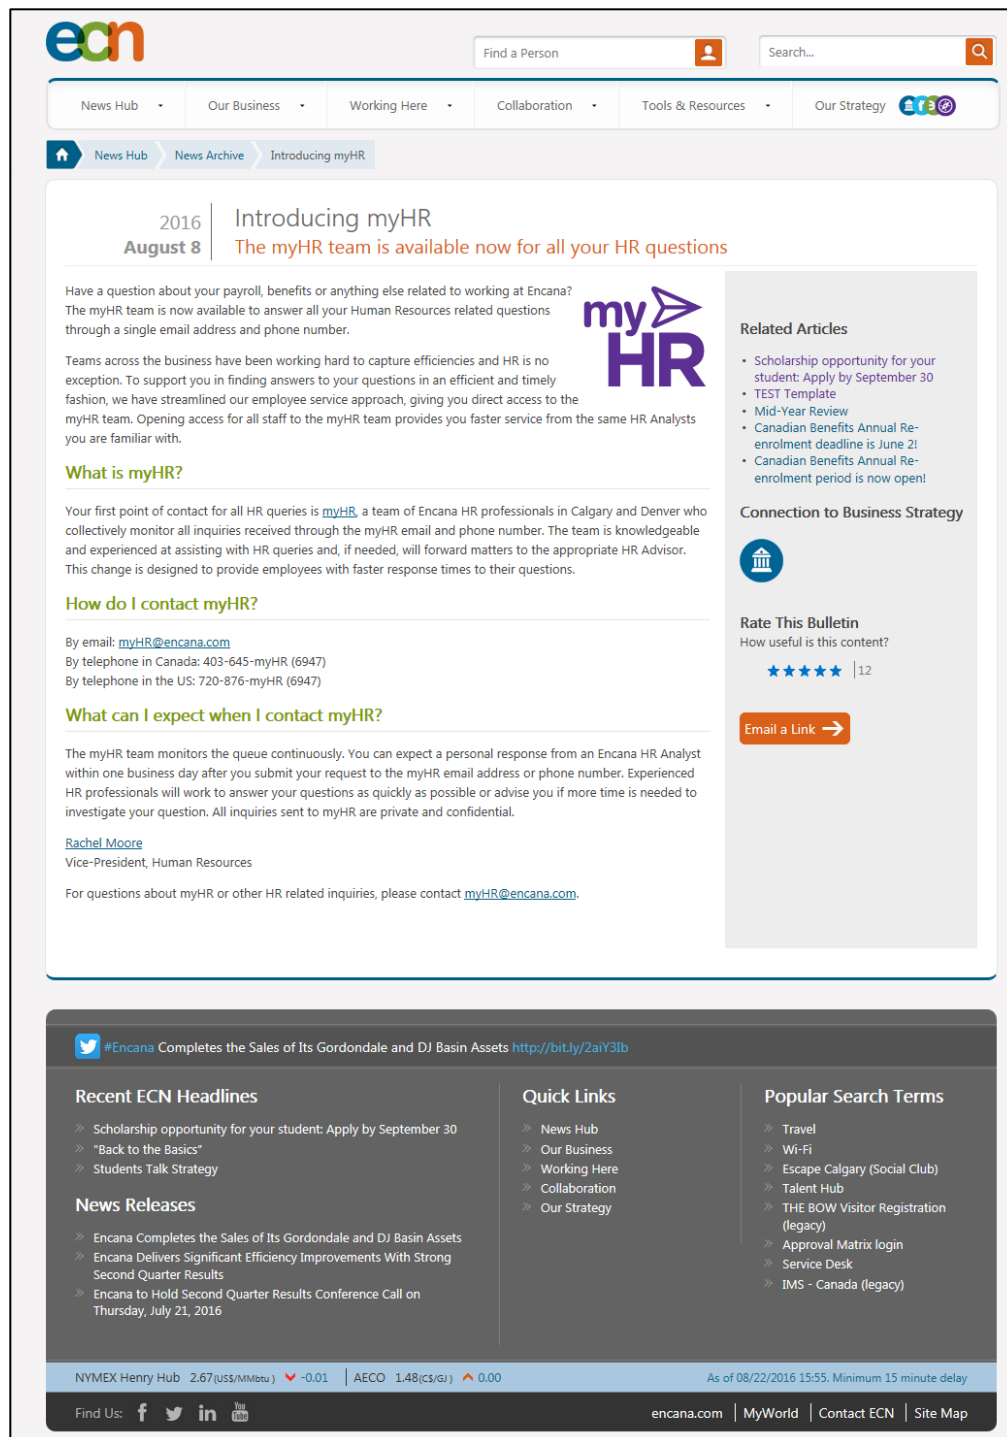 ecn
Find a Person
Search...
News Hub
Our Business
Working Here
Collaboration
Tools & Resources
Our Strategy
News Hub
News Archive
Introducing myHR
2016
August 8
Introducing myHR
The myHR team is available now for all your HR questions
Have a question about your payroll, benefits or anything else related to working at Encana?
The myHR team is now available to answer all your Human Resources related questions
through a single email address and phone number.
my
HR
Teams across the business have been working hard to capture efficiencies and HR is no
exception. To support you in finding answers to your questions in an efficient and timely
fashion, we have streamlined our employee service approach, giving you direct access to the
myHR team. Opening access for all staff to the myHR team provides you faster service from the same HR Analysts
you are familiar with.
What is myHR?
Your first point of contact for all HR queries is myHR, a team of Encana HR professionals in Calgary and Denver who
collectively monitor all inquiries received through the myHR email and phone number. The team is knowledgeable
and experienced at assisting with HR queries and, if needed, will forward matters to the appropriate HR Advisor.
This change is designed to provide employees with faster response times to their questions.
How do I contact myHR?
By email: myHR@encana.com
By telephone in Canada: 403-645-myHR (6947)
By telephone in the US: 720-876-myHR (6947)
What can I expect when I contact myHR?
The myHR team monitors the queue continuously. You can expect a personal response from an Encana HR Analyst
within one business day after you submit your request to the myHR email address or phone number. Experienced
HR professionals will work to answer your questions as quickly as possible or advise you if more time is needed to
investigate your question. All inquiries sent to myHR are private and confidential.
Rachel Moore
Vice-President, Human Resources
For questions about myHR or other HR related inquiries, please contact myHR@encana.com.
Related Articles
Scholarship opportunity for your
student: Apply by September 30
TEST Template
Mid-Year Review
Canadian Benefits Annual Re-
enrolment deadline is June 2!
Canadian Benefits Annual Re-
enrolment period is now open!
Connection to Business Strategy
Rate This Bulletin
How useful is this content?
12
Email a Link
#Encana Completes the Sales of Its Gordondale and DJ Basin Assets http://bit.ly/2aiY3Ib
Recent ECN Headlines
Scholarship opportunity for your student: Apply by September 30
"Back to the Basics"
Students Talk Strategy
News Releases
Encana Completes the Sales of Its Gordondale and DJ Basin Assets
Encana Delivers Significant Efficiency Improvements With Strong
Second Quarter Results
Encana to Hold Second Quarter Results Conference Call on
Thursday, July 21, 2016
Quick Links
News Hub
Our Business
Working Here
Collaboration
Our Strategy
Popular Search Terms
Travel
Wi-Fi
Escape Calgary (Social Club)
Talent Hub
THE BOW Visitor Registration
(legacy)
Approval Matrix login
Service Desk
IMS - Canada (legacy)
NYMEX Henry Hub 2.67 (US$/MMbtu ) -0.01 | AECO 1.48 (C$/GJ ) 0.00
As of 08/22/2016 15:55. Minimum 15 minute delay
Find Us: f in You Tube
encana.com | MyWorld | Contact ECN | Site Map